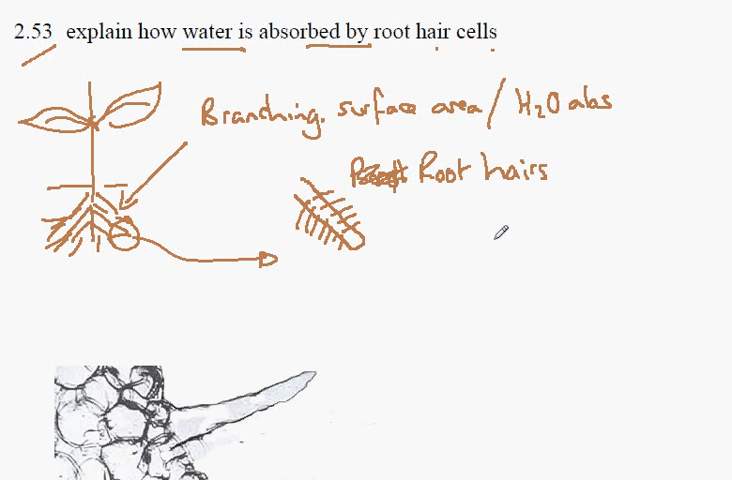 2.53 explain how water is absorbed by root hair cells
Branching. surface area / H2O abs
Root hairs